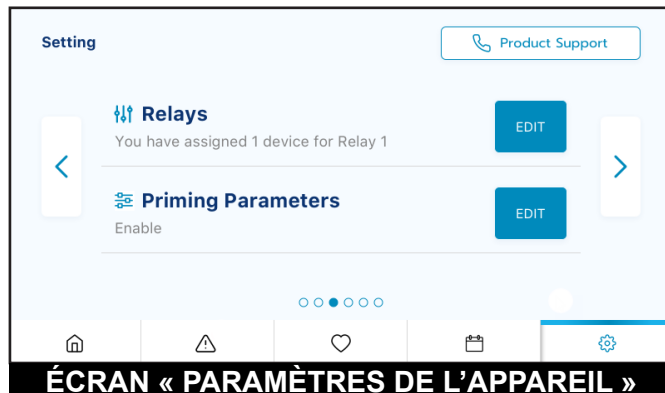 Setting
Product Support
Relays
EDIT
You have assigned 1 device for Relay 1
Priming Parameters
EDIT
Enable
ÉCRAN « PARAMÈTRES DE L’APPAREIL »